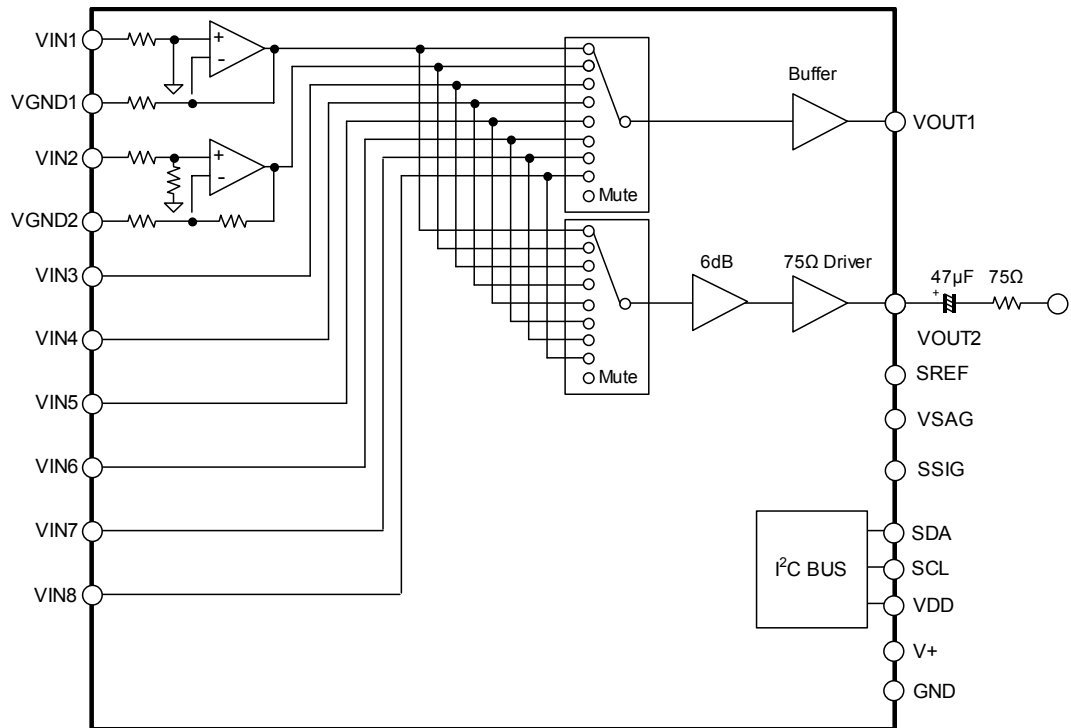 VIN1
VGND1
VIN2
VGND2
VIN3
VIN4
VIN5
VIN6
VIN7
VIN8
+
-
+
-
Mute
Mute
Buffer
6dB
75Ω Driver
47µF
75Ω
+
VOUT1
VOUT2
SREF
VSAG
SSIG
I²C BUS
SDA
SCL
VDD
V+
GND